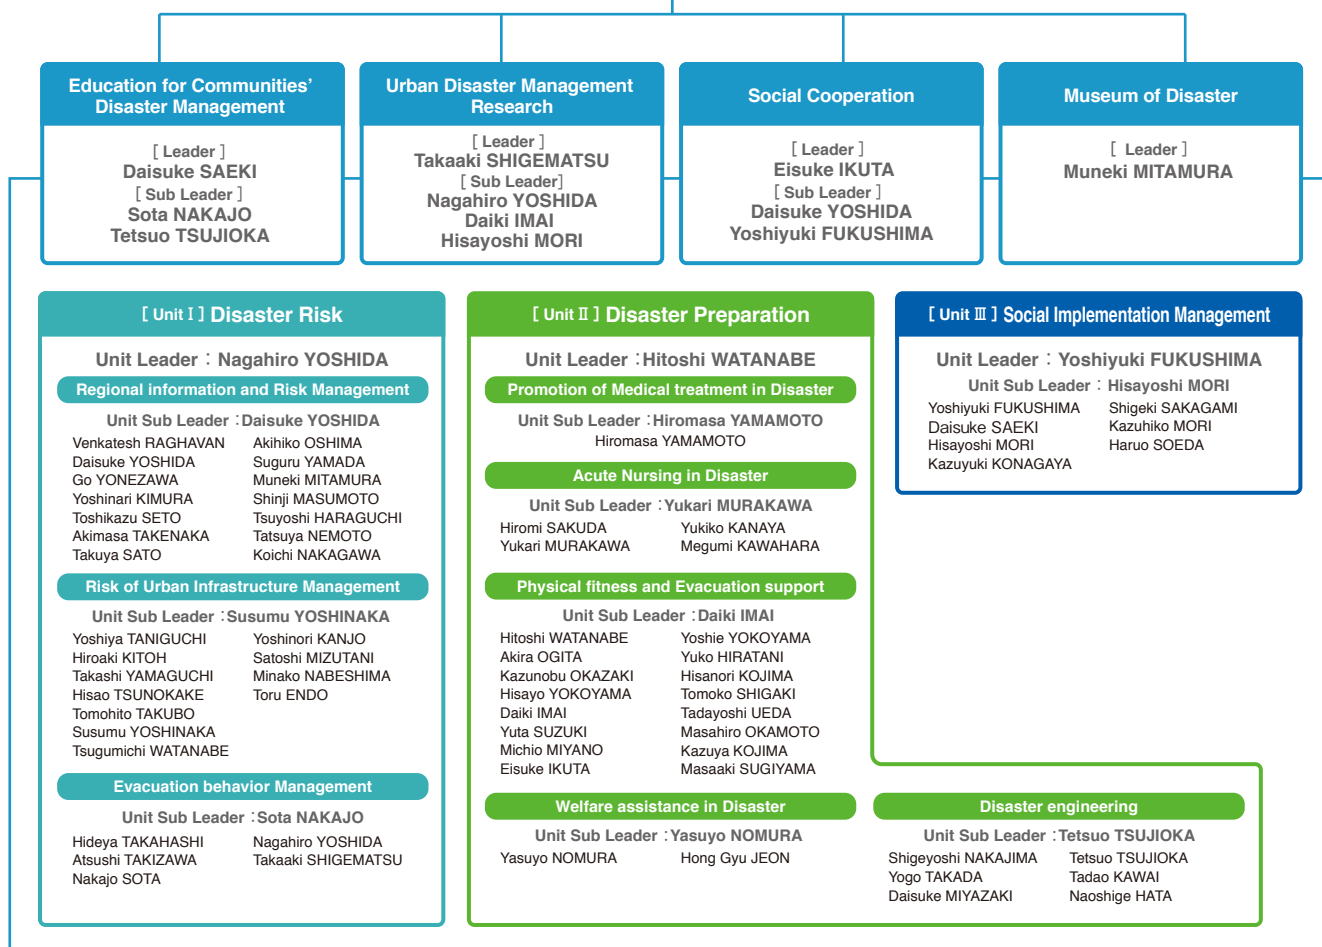 Education for Communities'
Disaster Management
[ Leader ]
Daisuke SAEKI
[ Sub Leader ]
Sota NAKAJO
Tetsuo TSUJIOKA
Urban Disaster Management
Research
[ Leader ]
Takaaki SHIGEMATSU
[ Sub Leader]
Nagahiro YOSHIDA
Daiki IMAI
Hisayoshi MORI
Social Cooperation
[ Leader ]
Eisuke IKUTA
[ Sub Leader ]
Daisuke YOSHIDA
Yoshiyuki FUKUSHIMA
Museum of Disaster
[ Leader ]
Muneki MITAMURA
[ Unit Ⅰ ] Disaster Risk
Unit Leader : Nagahiro YOSHIDA
Regional information and Risk Management
Unit Sub Leader : Daisuke YOSHIDA
Venkatesh RAGHAVAN Akihiko OSHIMA
Daisuke YOSHIDA Suguru YAMADA
Go YONEZAWA Muneki MITAMURA
Yoshinari KIMURA Shinji MASUMOTO
Toshikazu SETO Tsuyoshi HARAGUCHI
Akimasa TAKENAKA Tatsuya NEMOTO
Takuya SATO Koichi NAKAGAWA
Risk of Urban Infrastructure Management
Unit Sub Leader : Susumu YOSHINAKA
Yoshiya TANIGUCHI Yoshinori KANJO
Hiroaki KITOH Satoshi MIZUTANI
Takashi YAMAGUCHI Minako NABESHIMA
Hisao TSUNOKAKE Toru ENDO
Tomohito TAKUBO
Susumu YOSHINAKA
Tsugumichi WATANABE
Evacuation behavior Management
Unit Sub Leader : Sota NAKAJO
Hideya TAKAHASHI Nagahiro YOSHIDA
Atsushi TAKIZAWA Takaaki SHIGEMATSU
Nakajo SOTA
[ Unit Ⅱ ] Disaster Preparation
Unit Leader : Hitoshi WATANABE
Promotion of Medical treatment in Disaster
Unit Sub Leader : Hiromasa YAMAMOTO
Hiromasa YAMAMOTO
Acute Nursing in Disaster
Unit Sub Leader : Yukari MURAKAWA
Hiromi SAKUDA Yukiko KANAYA
Yukari MURAKAWA Megumi KAWAHARA
Physical fitness and Evacuation support
Unit Sub Leader : Daiki IMAI
Hitoshi WATANABE Yoshie YOKOYAMA
Akira OGITA Yuko HIRATANI
Kazunobu OKAZAKI Hisanori KOJIMA
Hisayo YOKOYAMA Tomoko SHIGAKI
Daiki IMAI Tadayoshi UEDA
Yuta SUZUKI Masahiro OKAMOTO
Michio MIYANO Kazuya KOJIMA
Eisuke IKUTA Masaaki SUGIYAMA
Welfare assistance in Disaster
Unit Sub Leader : Yasuyo NOMURA
Yasuyo NOMURA Hong Gyu JEON
Disaster engineering
Unit Sub Leader : Tetsuo TSUJIOKA
Shigeyoshi NAKAJIMA Tetsuo TSUJIOKA
Yogo TAKADA Tadao KAWAI
Daisuke MIYAZAKI Naoshige HATA
[ Unit Ⅲ ] Social Implementation Management
Unit Leader : Yoshiyuki FUKUSHIMA
Unit Sub Leader : Hisayoshi MORI
Yoshiyuki FUKUSHIMA Shigeki SAKAGAMI
Daisuke SAEKI Kazuhiko MORI
Hisayoshi MORI Haruo SOEDA
Kazuyuki KONAGAYA